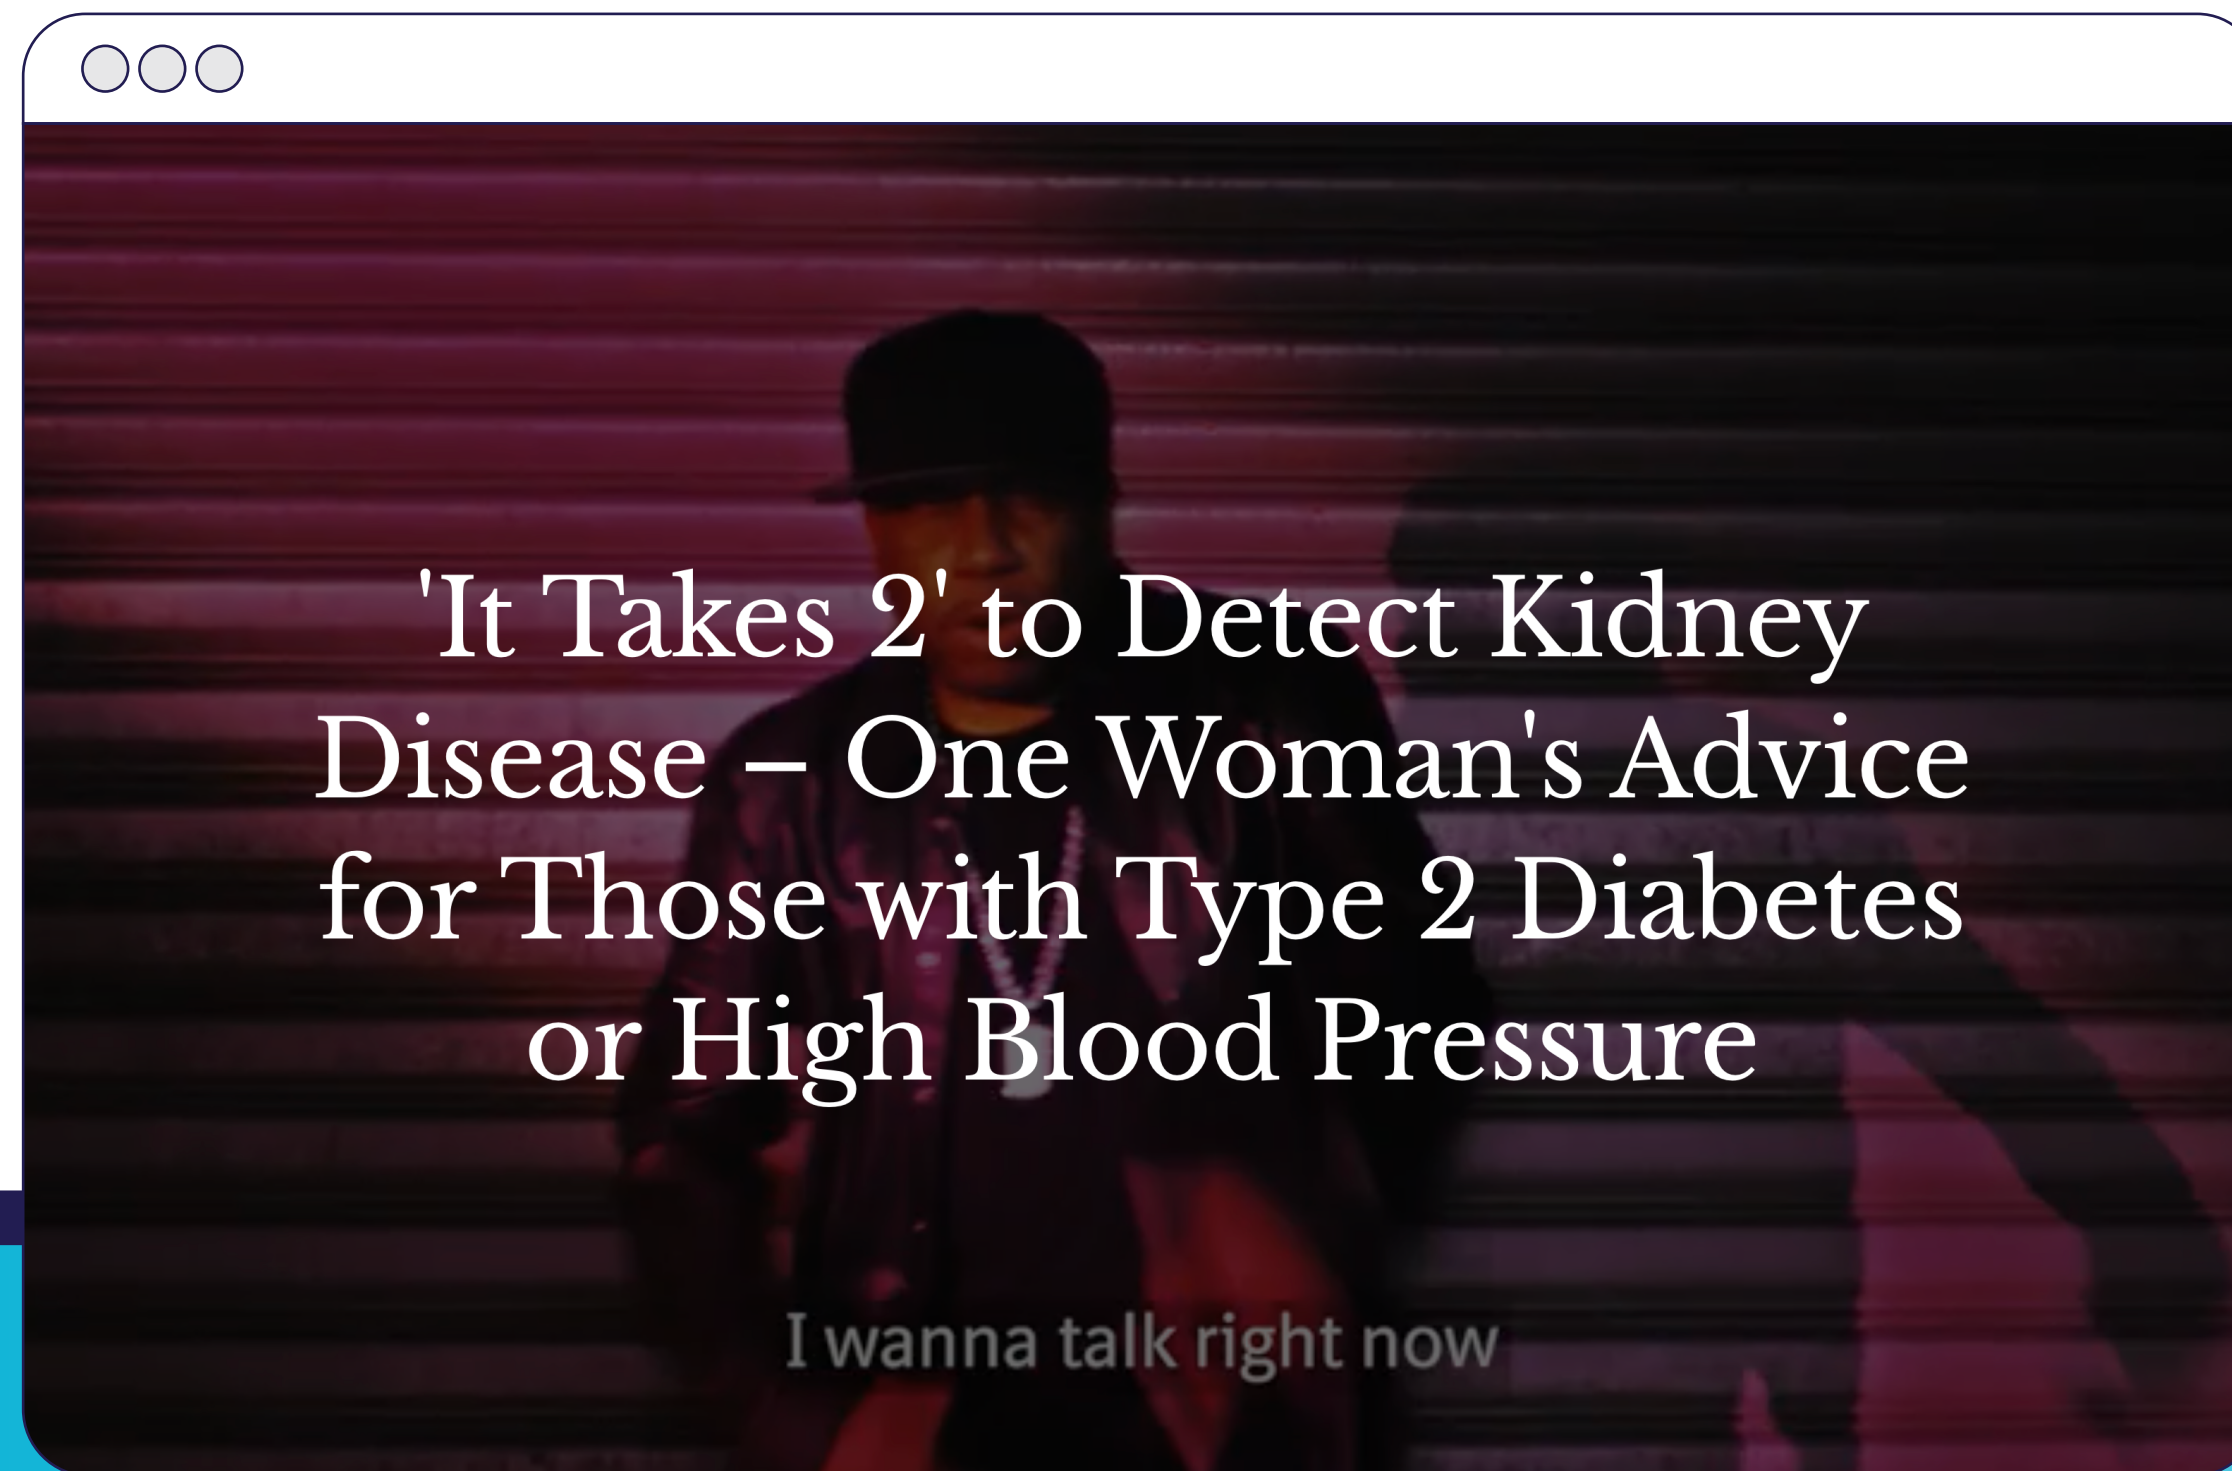 'It Takes 2' to Detect Kidney
Disease – One Woman's Advice
for Those with Type 2 Diabetes
or High Blood Pressure
I wanna talk right now